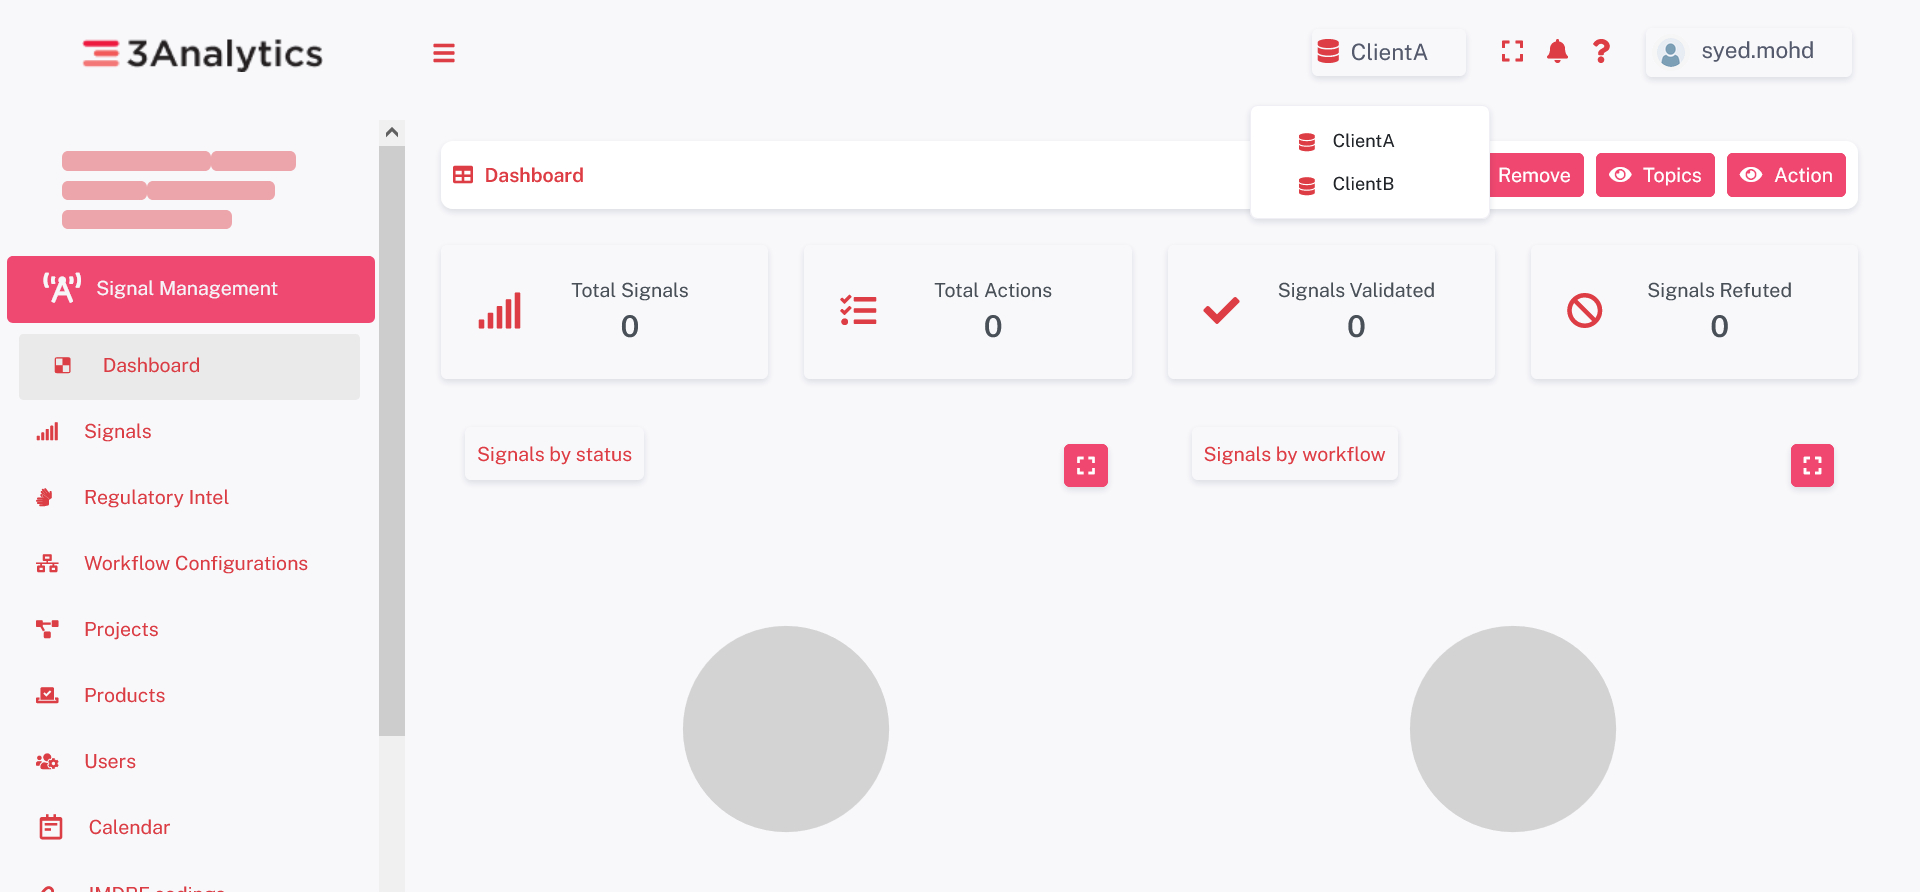 3Analytics
ClientA
syed.mohd
ClientA
ClientB
Dashboard
Remove
Topics
Action
Signal Management
Dashboard
Signals
Regulatory Intel
Workflow Configurations
Projects
Products
Users
Calendar
Total Signals
0
Total Actions
0
Signals Validated
0
Signals Refuted
0
Signals by status
Signals by workflow